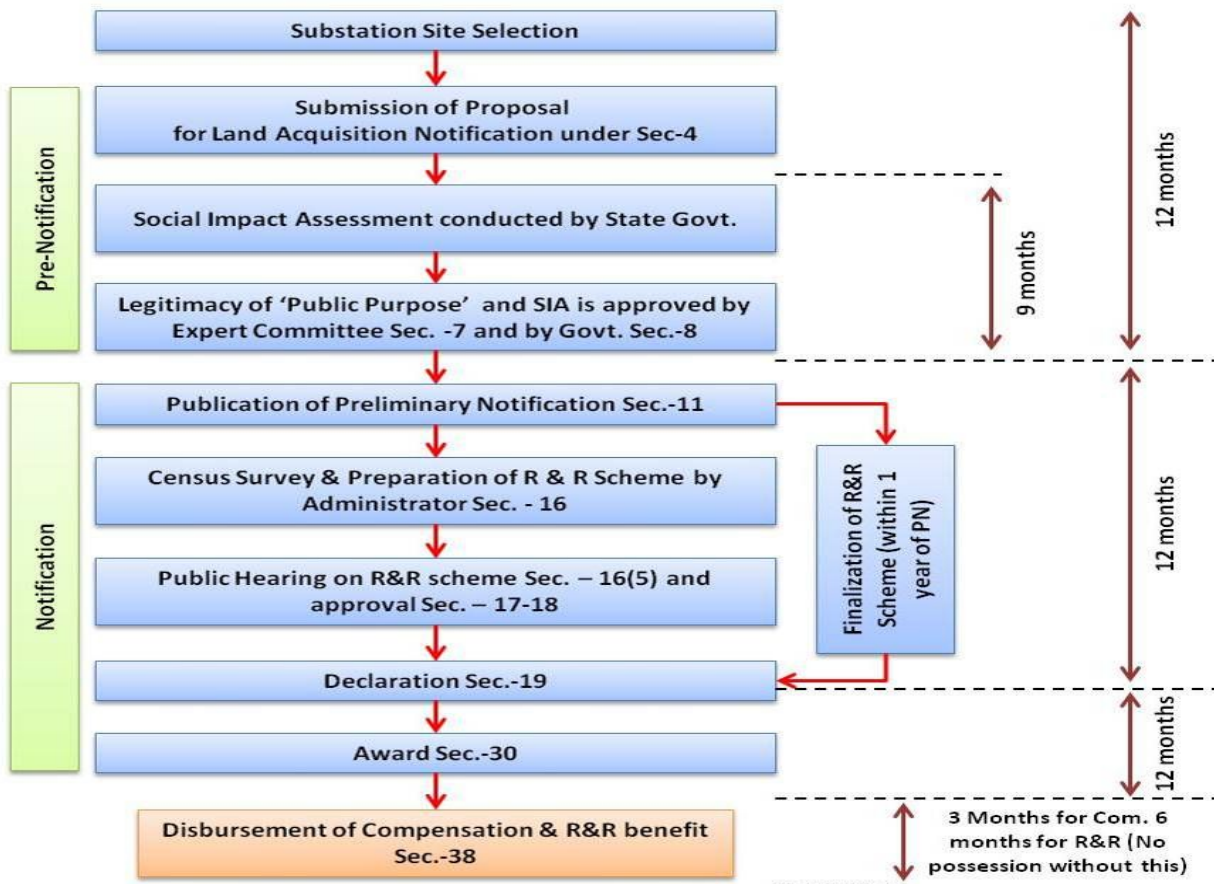 Substation Site Selection
Pre-Notification
Submission of Proposal
for Land Acquisition Notification under Sec-4
Social Impact Assessment conducted by State Govt.
Legitimacy of ‘Public Purpose’ and SIA is approved by
Expert Committee Sec. -7 and by Govt. Sec.-8
9 months
12 months
Notification
Publication of Preliminary Notification Sec.-11
Census Survey & Preparation of R & R Scheme by
Administrator Sec. - 16
Public Hearing on R&R scheme Sec. – 16(5) and
approval Sec. – 17-18
Finalization of R&R
Scheme (within 1
year of PN)
12 months
Declaration Sec.-19
Award Sec.-30
12 months
Disbursement of Compensation & R&R benefit
Sec.-38
3 Months for Com. 6
months for R&R (No
possession without this)